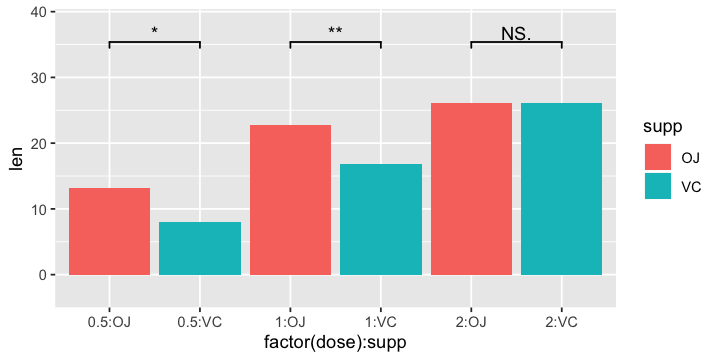 40
30
20
10
0
len
*
**
NS.
0.5:OJ
0.5:VC
1:OJ
1:VC
2:OJ
2:VC
factor(dose):supp
supp
OJ
VC